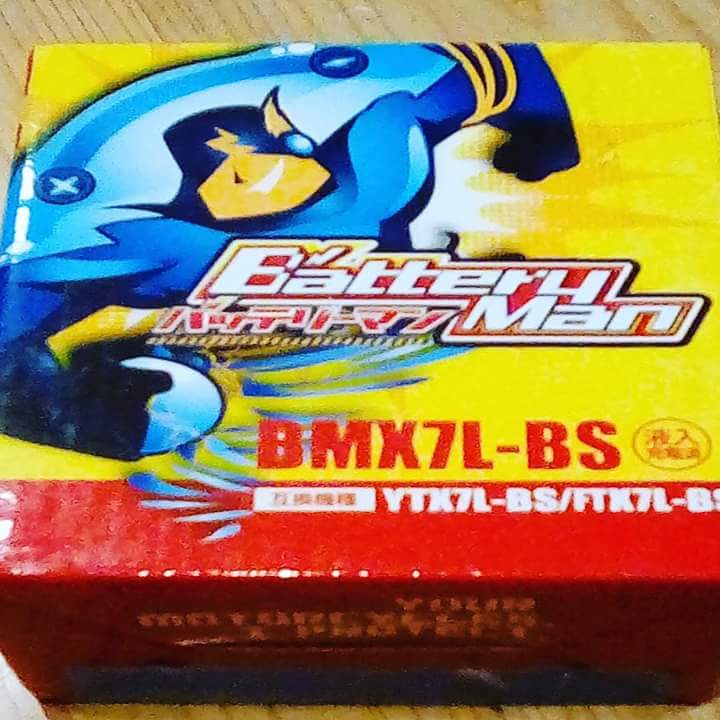 Battery
バッテリーマン Man
BMX7L-BS 液入
充電済
互換機種 YTX7L-BS/FTX7L-BS
YOUR